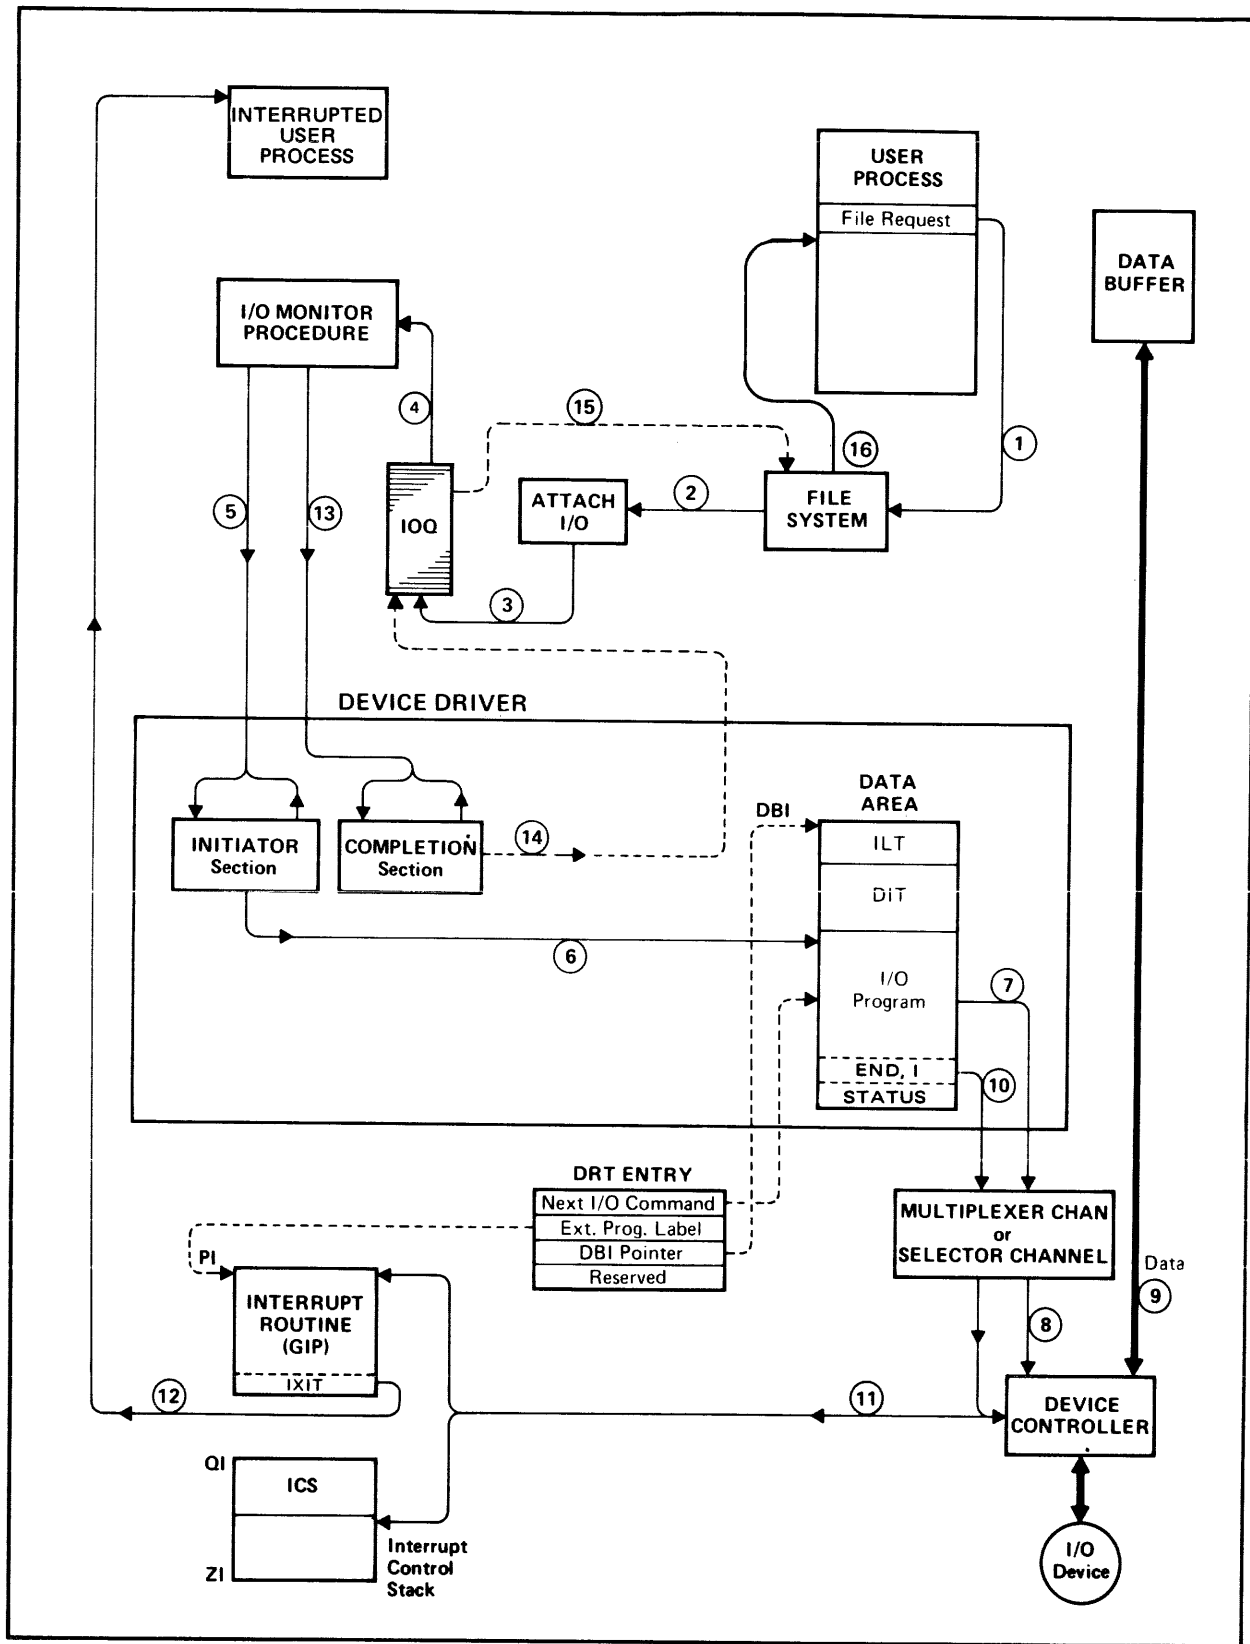 INTERRUPTED
USER
PROCESS
USER
PROCESS
File Request
DATA
BUFFER
I/O MONITOR
PROCEDURE
4
15
16
1
5
13
IOQ
ATTACH
I/O
2
FILE
SYSTEM
3
DEVICE DRIVER
DATA
AREA
DBI
INITIATOR
Section
COMPLETION
Section
14
ILT
DIT
6
I/O
Program
7
END, I
10
STATUS
DRT ENTRY
Next I/O Command
Ext. Prog. Label
DBI Pointer
Reserved
MULTIPLEXER CHAN
or
SELECTOR CHANNEL
PI
INTERRUPT
ROUTINE
(GIP)
IXIT
Data
9
8
12
11
DEVICE
CONTROLLER
QI
ICS
ZI
Interrupt
Control
Stack
I/O
Device